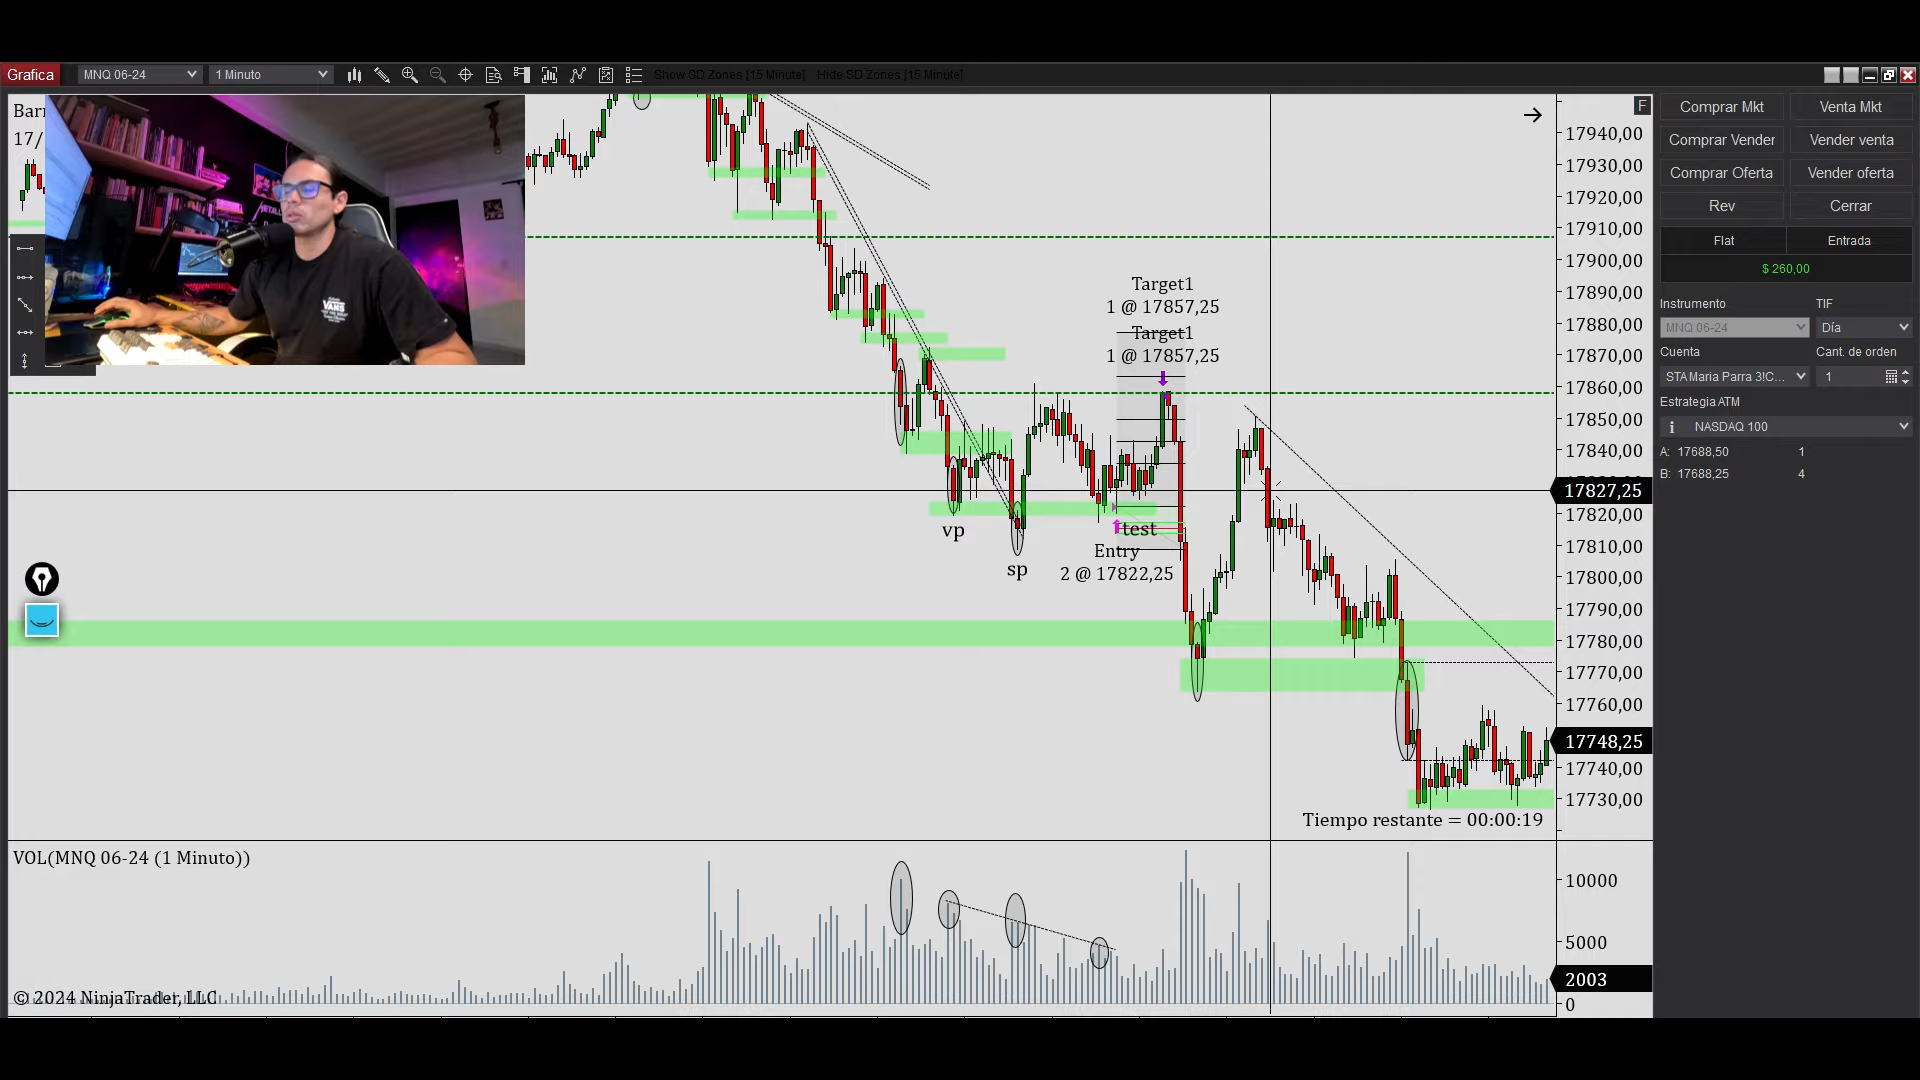 Grafica
MNQ 06-24
1 Minuto
Show SD Zones [15 Minute]
Hide SD Zones [15 Minute]
17/
F
Target1
1 @ 17857,25
Target1
1 @ 17857,25
vp
sp
test
Entry
2 @ 17822,25
Tiempo restante = 00:00:19
17940,00
17930,00
17920,00
17910,00
17900,00
17890,00
17880,00
17870,00
17860,00
17850,00
17840,00
17827,25
17820,00
17810,00
17800,00
17790,00
17780,00
17770,00
17760,00
17748,25
17740,00
17730,00
VOL(MNQ 06-24 (1 Minuto))
10000
5000
2003
0
© 2024 NinjaTrader, LLC
VANS
Comprar Mkt
Venta Mkt
Comprar Vender
Vender venta
Comprar Oferta
Vender oferta
Rev
Cerrar
Flat
Entrada
$ 260,00
Instrumento
TIF
MNQ 06-24
Día
Cuenta
Cant. de orden
STAMaria Parra 3!C...
1
Estrategia ATM
NASDAQ 100
A: 17688,50 1
B: 17688,25 4